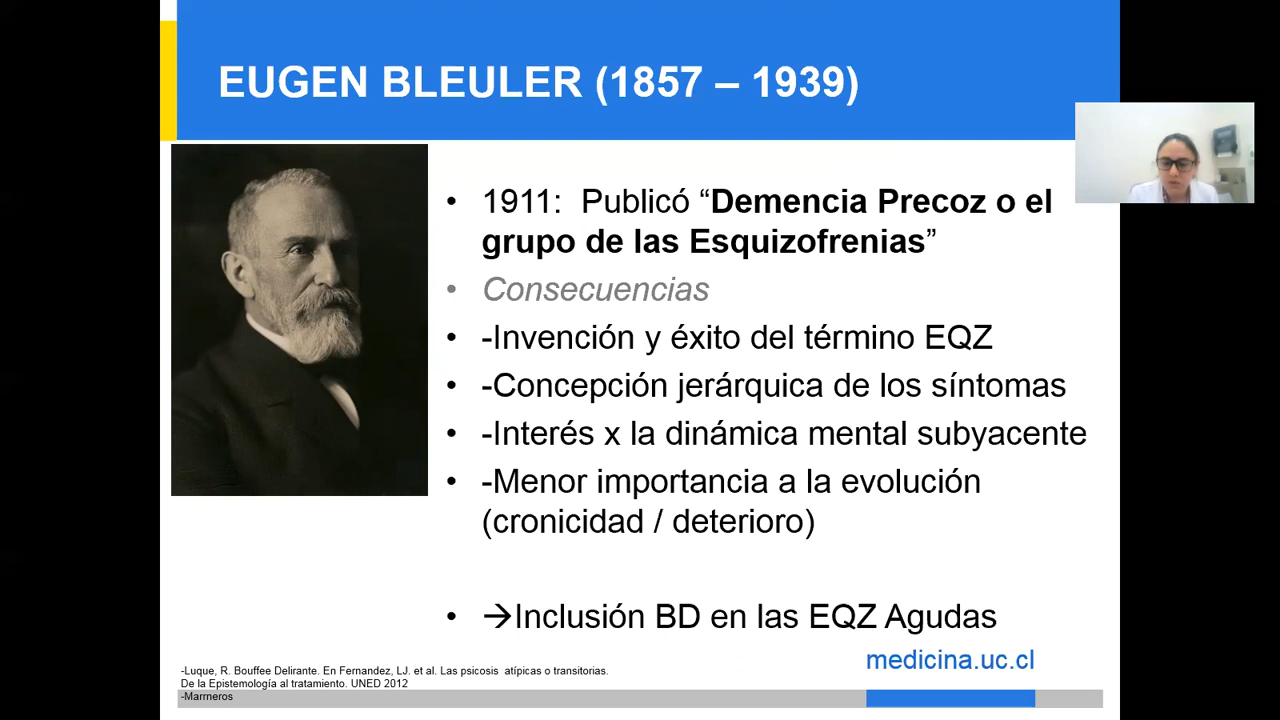 EUGEN BLEULER (1857 – 1939)
• 1911:  Publicó “Demencia Precoz o el
grupo de las Esquizofrenias”
• Consecuencias
• -Invención y éxito del término EQZ
• -Concepción jerárquica de los síntomas
• -Interés x la dinámica mental subyacente
• -Menor importancia a la evolución
(cronicidad / deterioro)
• →Inclusión BD en las EQZ Agudas
medicina.uc.cl
-Luque, R. Bouffee Delirante. En Fernandez, LJ. et al. Las psicosis  atípicas o transitorias.
De la Epistemología al tratamiento. UNED 2012
-Marrneros